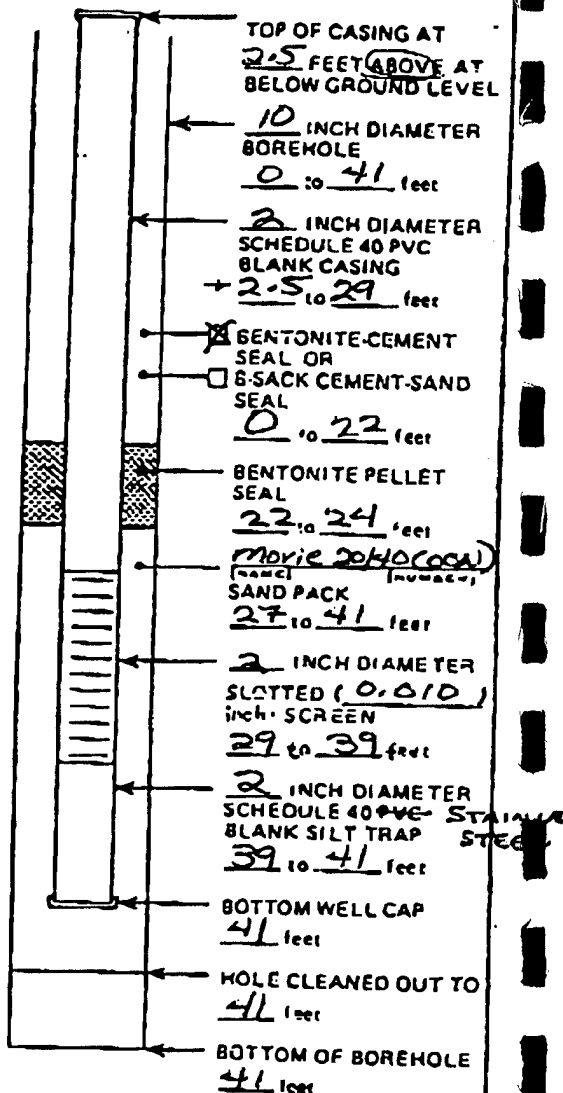 TOP OF CASING AT
2.5 FEET ABOVE AT
BELOW GROUND LEVEL
10 INCH DIAMETER
BOREHOLE
0 to 41 feet
2 INCH DIAMETER
SCHEDULE 40 PVC
BLANK CASING
+ 2.5 to 29 feet
BENTONITE-CEMENT
SEAL OR
8-SACK CEMENT-SAND
SEAL
0 to 22 feet
BENTONITE PELLET
SEAL
22 to 24 feet
Morie 20/40 (OON)
(NAME) (NUMBER)
SAND PACK
27 to 41 feet
2 INCH DIAMETER
SLOTTED (0.010)
inch. SCREEN
29 to 39 feet
2 INCH DIAMETER
SCHEDULE 40 PVC STAINLESS
BLANK SILT TRAP STEEL
39 to 41 feet
BOTTOM WELL CAP
41 feet
HOLE CLEANED OUT TO
41 feet
BOTTOM OF BOREHOLE
41 feet